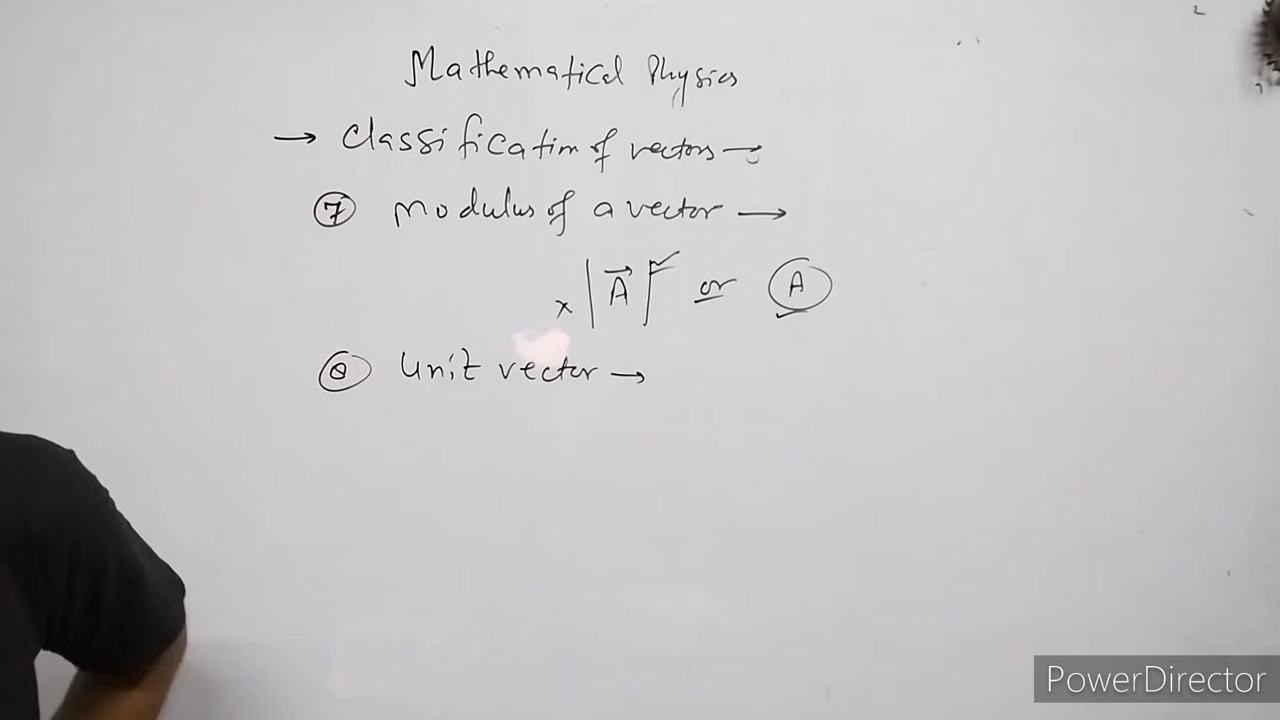 Mathematical Physics
→ Classification of vectors →
⑦ Modulus of a vector →
× |A⃗| ✓ or A
⑧ Unit vector →
PowerDirector